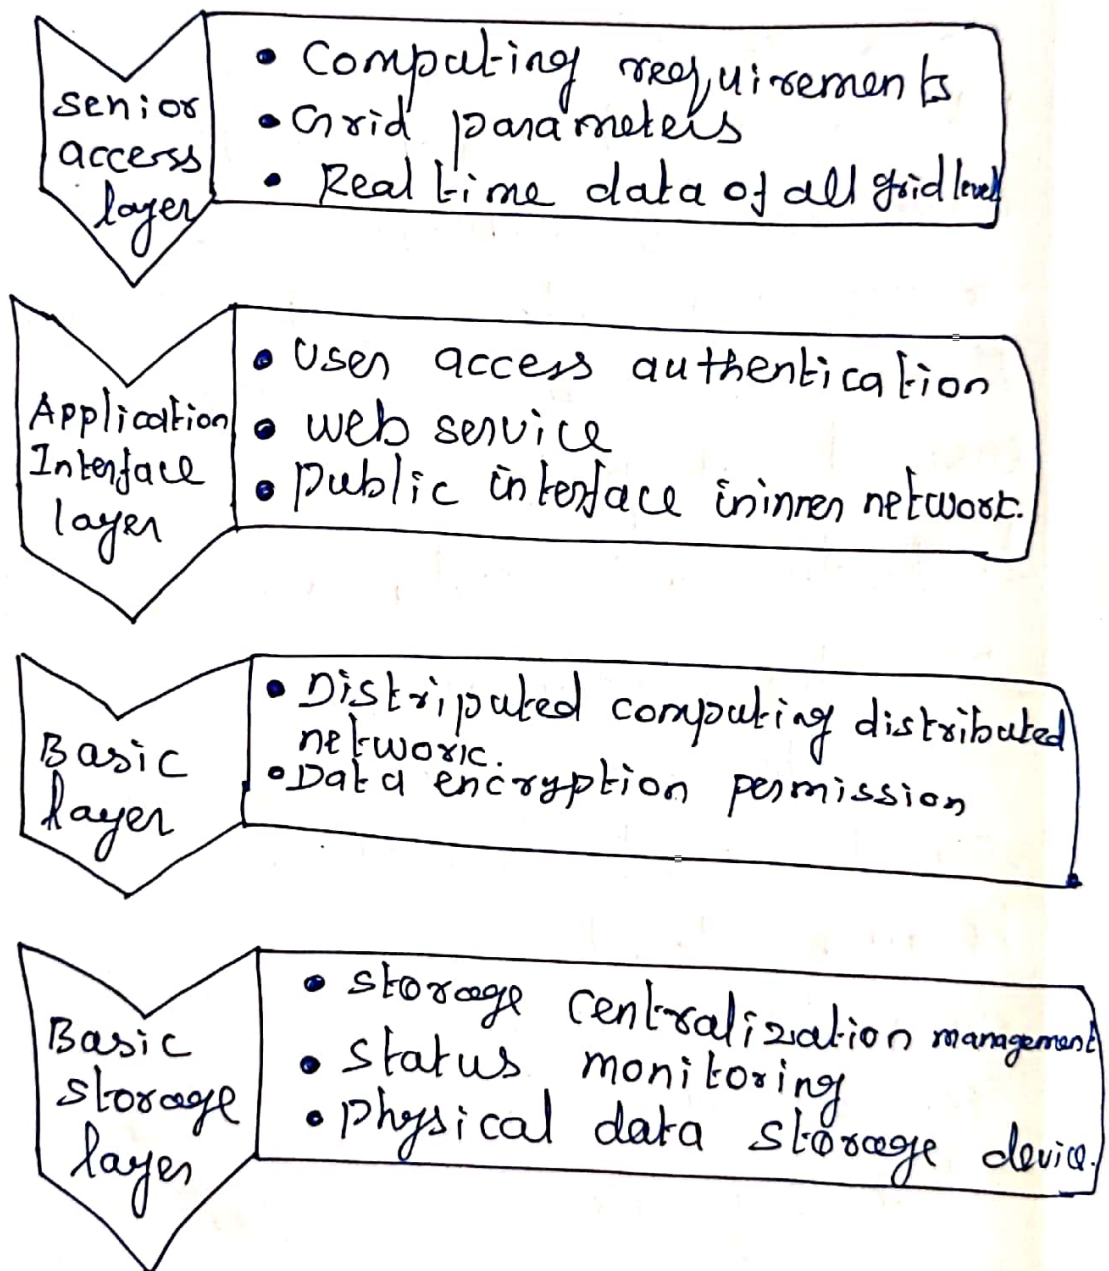 senior
access
layer
• Computing requirements
• Grid parameters
• Real time data of all grid level
Application
Interface
layer
• User access authentication
• web service
• public interface ininner network.
Basic
layer
• Distriputed computing distributed
network.
• Data encryption permission
Basic
storage
layer
• storage centralization management
• status monitoring
• physical data storage device.